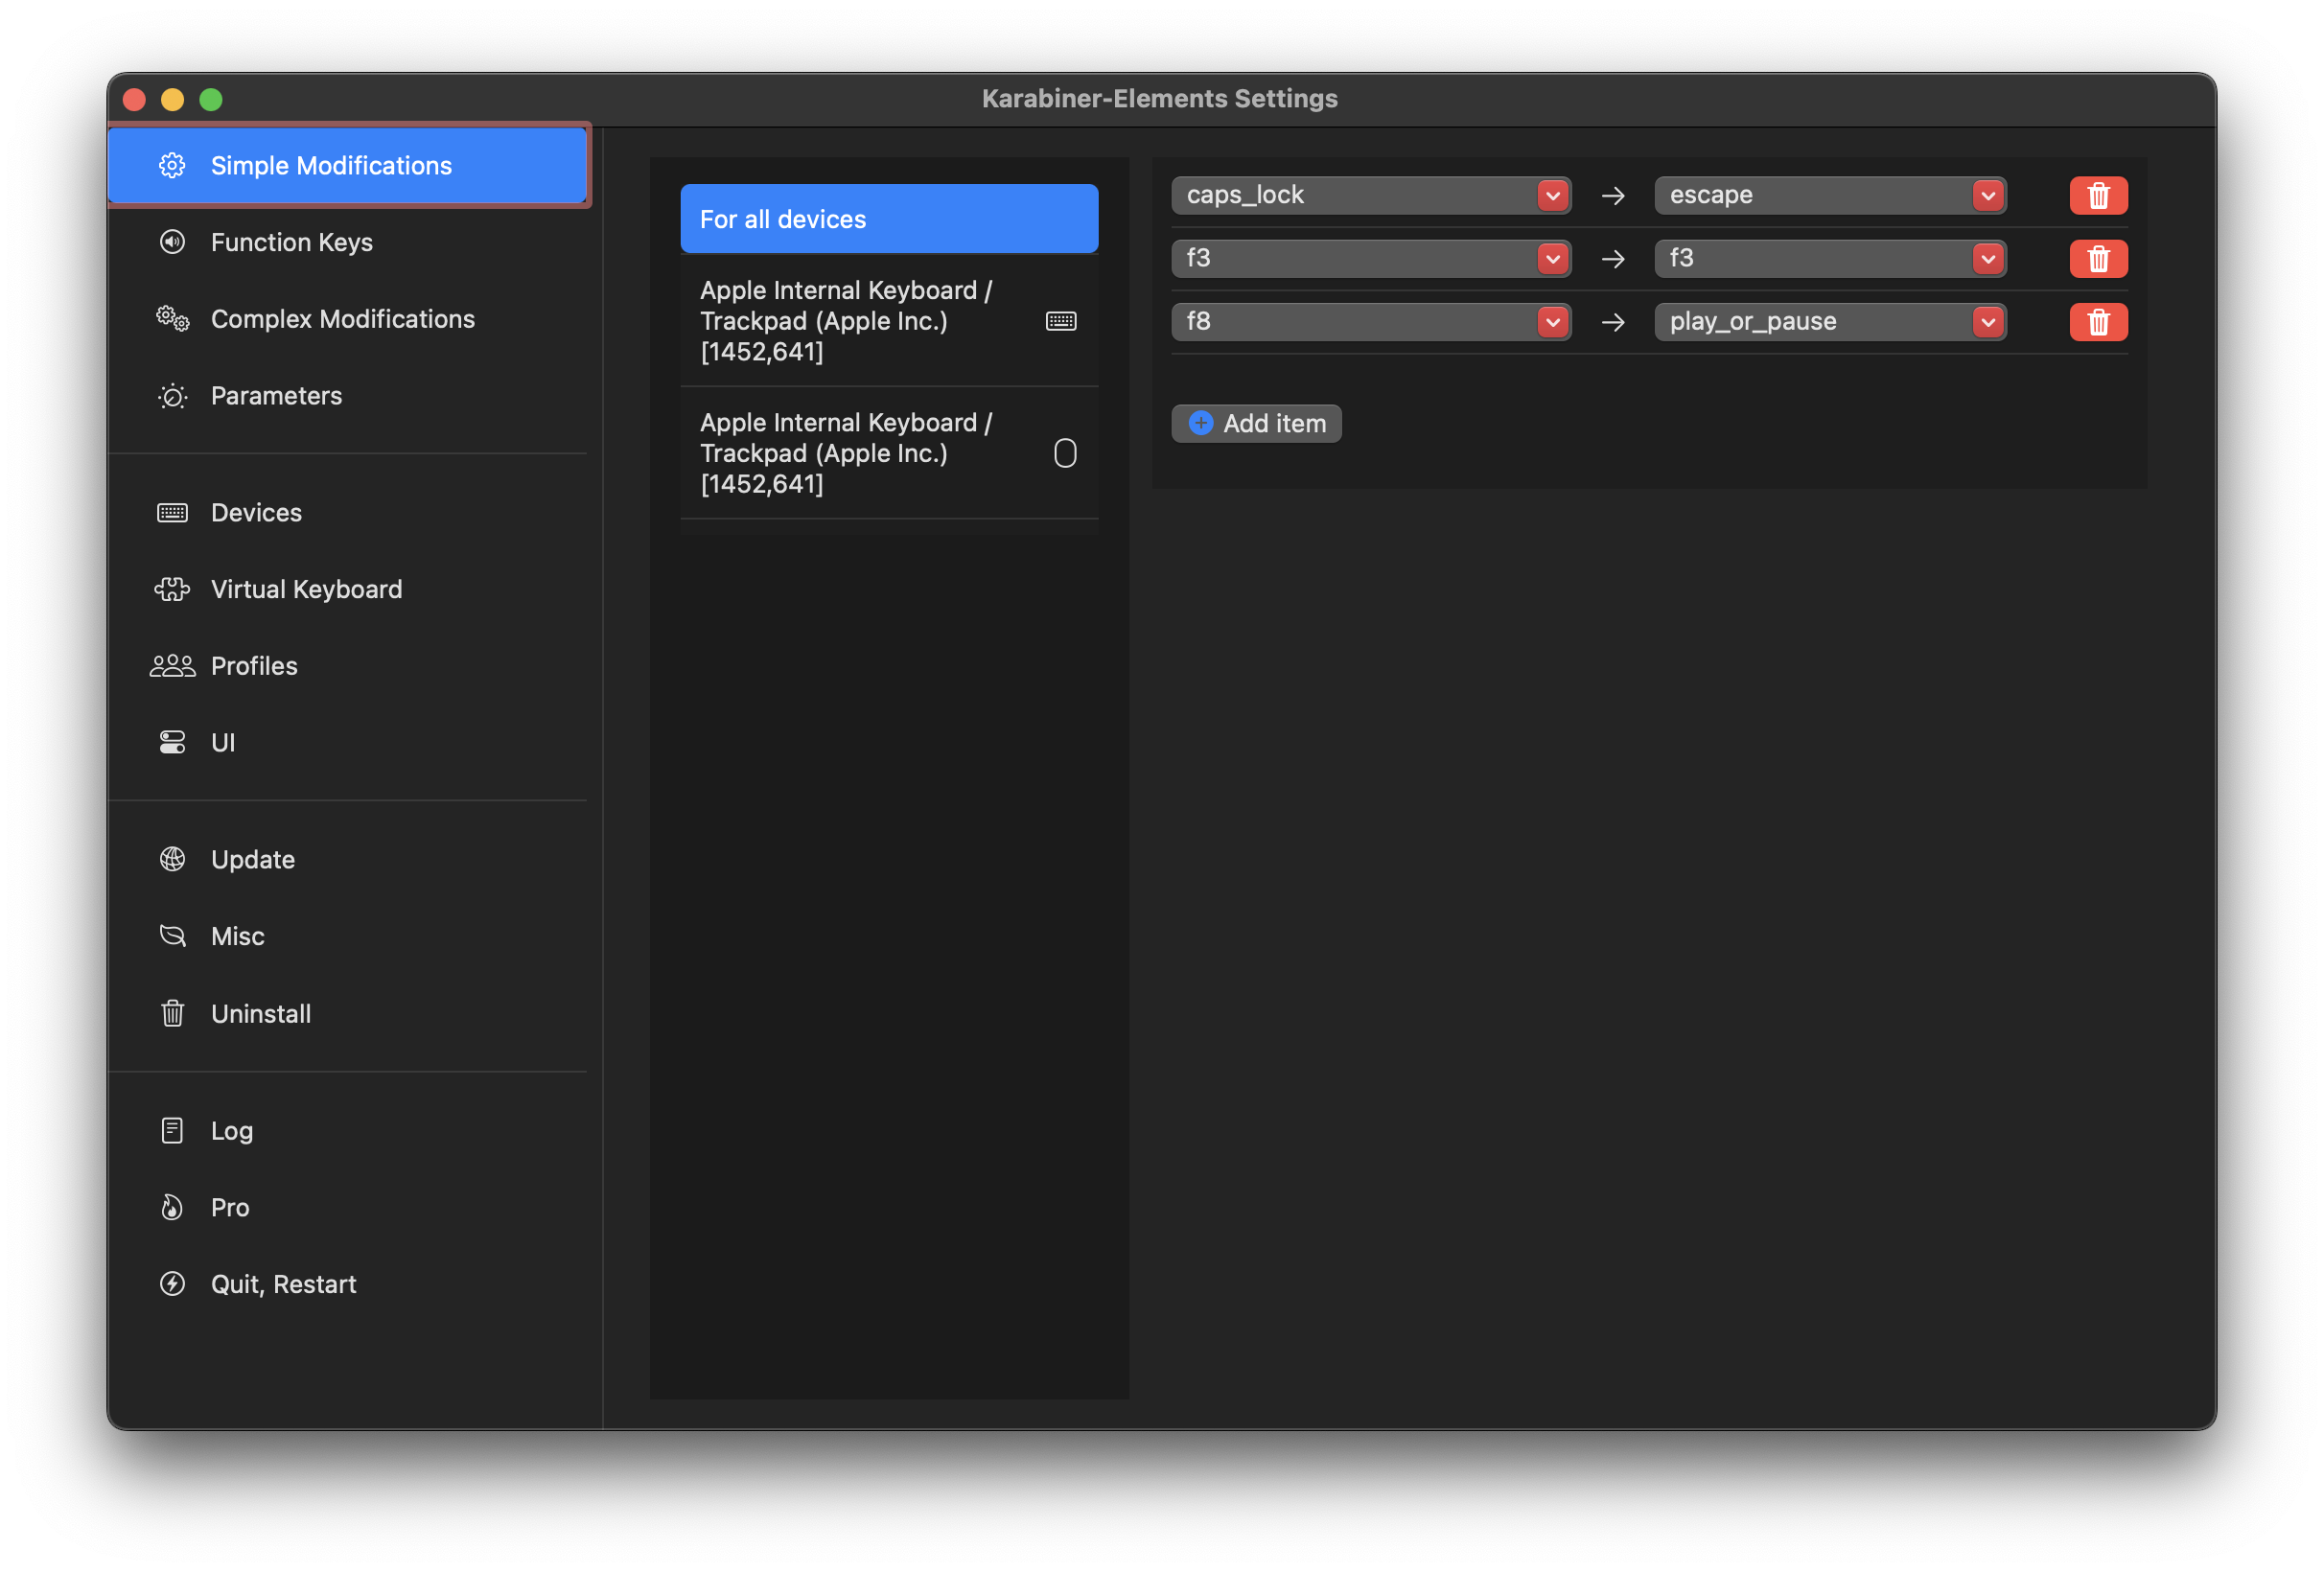 Karabiner-Elements Settings
Simple Modifications
Function Keys
Complex Modifications
Parameters
Devices
Virtual Keyboard
Profiles
UI
Update
Misc
Uninstall
Log
Pro
Quit, Restart
For all devices
Apple Internal Keyboard /
Trackpad (Apple Inc.)
[1452,641]
Apple Internal Keyboard /
Trackpad (Apple Inc.)
[1452,641]
caps_lock → escape
f3 → f3
f8 → play_or_pause
Add item